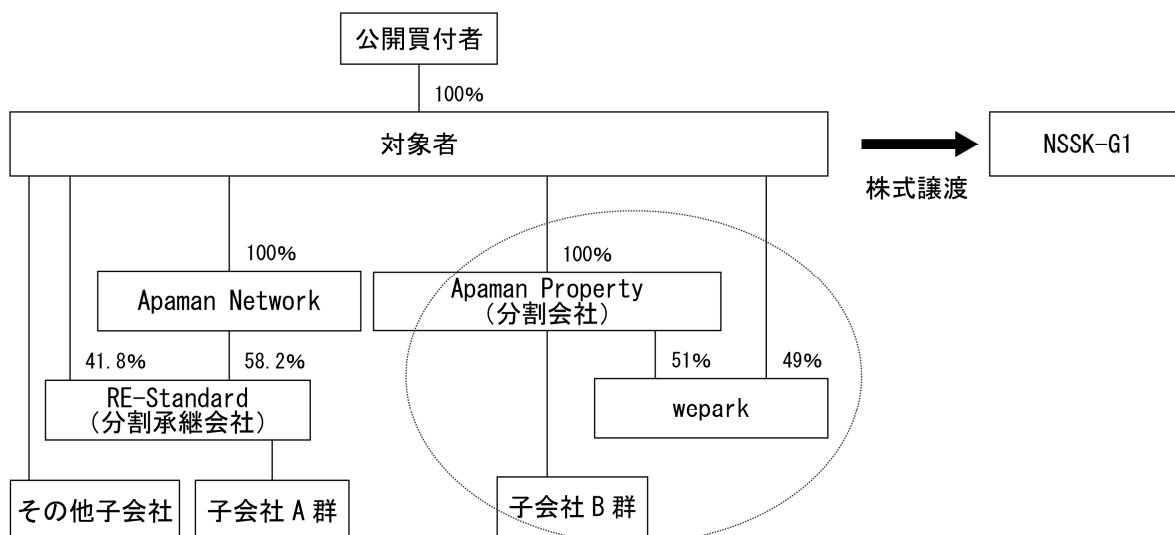 公開買付者
100%
対象者
NSSK-G1
株式譲渡
100%
Apaman Network
100%
Apaman Property
(分割会社)
41.8%
58.2%
RE-Standard
(分割承継会社)
51%
49%
wepark
その他子会社
子会社A群
子会社B群